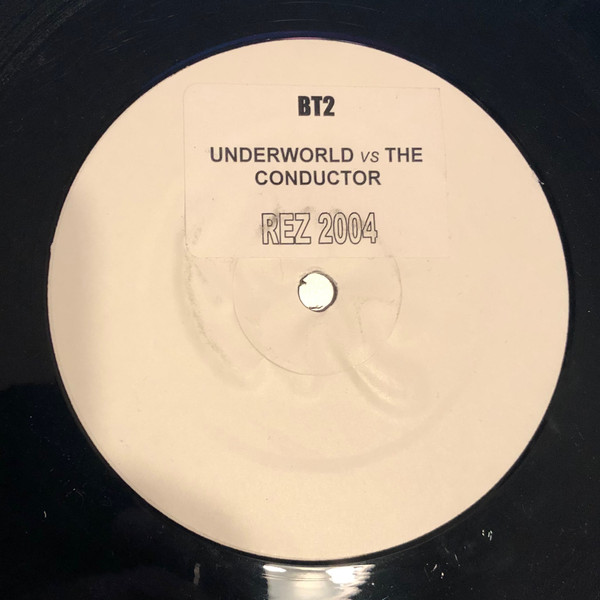 BT2
UNDERWORLD vs THE
CONDUCTOR
REZ 2004